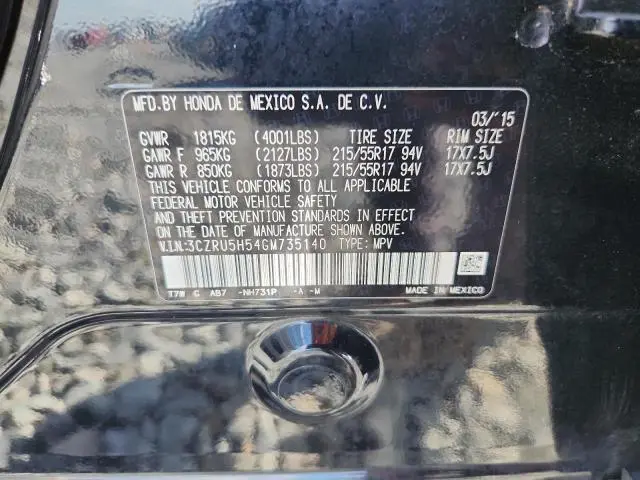 MFD.BY HONDA DE MEXICO S.A. DE C.V.
03/'15
GVWR 1815KG (4001LBS) TIRE SIZE RIM SIZE
GAWR F 965KG (2127LBS) 215/55R17 94V 17X7.5J
GAWR R 850KG (1873LBS) 215/55R17 94V 17X7.5J
THIS VEHICLE CONFORMS TO ALL APPLICABLE
FEDERAL MOTOR VEHICLE SAFETY
AND THEFT PREVENTION STANDARDS IN EFFECT
ON THE DATE OF MANUFACTURE SHOWN ABOVE.
V.I.N:3CZRU5H54GM735140 TYPE: MPV
T7W G AB7 -NH731P -A -M MADE IN MEXICO